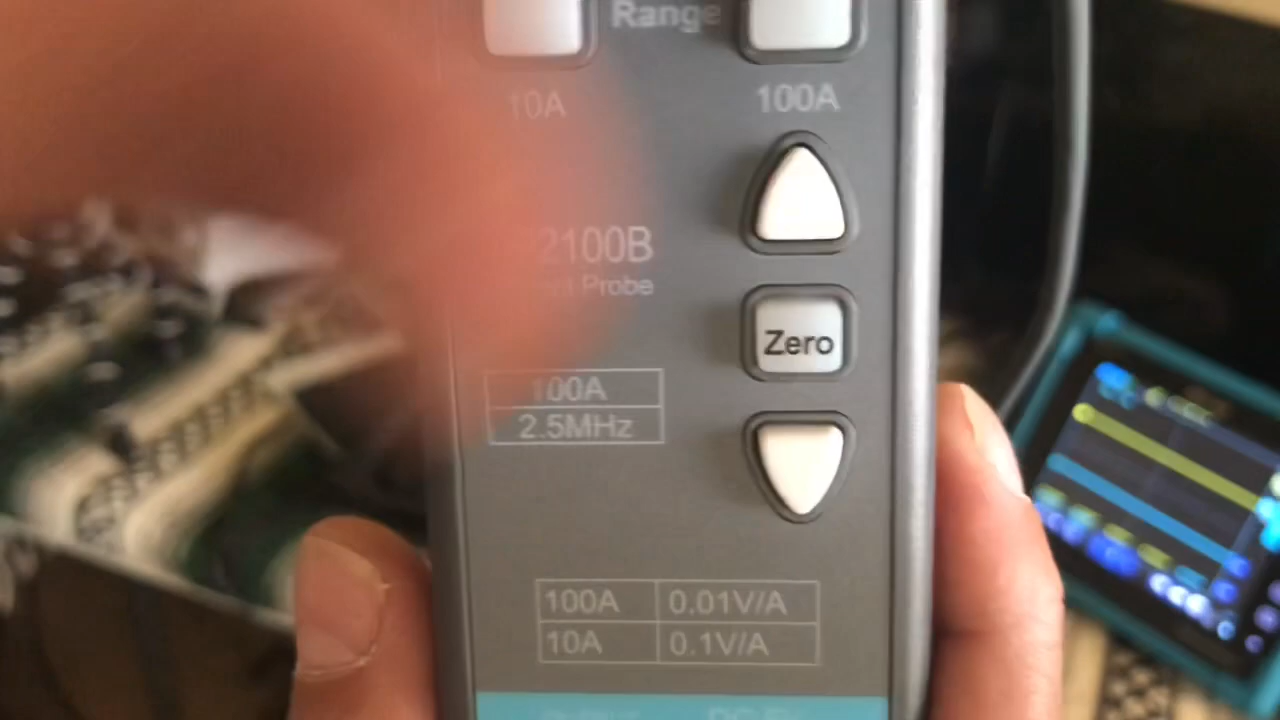 Range
10A 100A
2100B
Probe
Zero
100A
2.5MHz
100A 0.01V/A
10A 0.1V/A